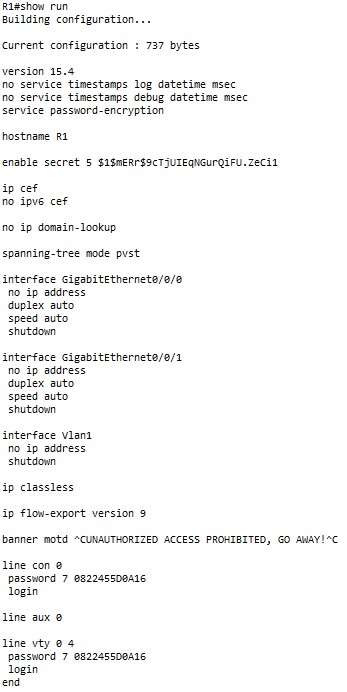 R1#show run
Building configuration...
Current configuration : 737 bytes
version 15.4
no service timestamps log datetime msec
no service timestamps debug datetime msec
service password-encryption
hostname R1
enable secret 5 $1$mERr$9cTjUIEqNGurQiFU.ZeCi1
ip cef
no ipv6 cef
no ip domain-lookup
spanning-tree mode pvst
interface GigabitEthernet0/0/0
no ip address
duplex auto
speed auto
shutdown
interface GigabitEthernet0/0/1
no ip address
duplex auto
speed auto
shutdown
interface Vlan1
no ip address
shutdown
ip classless
ip flow-export version 9
banner motd ^CUNAUTHORIZED ACCESS PROHIBITED, GO AWAY!^C
line con 0
password 7 0822455D0A16
login
line aux 0
line vty 0 4
password 7 0822455D0A16
login
end